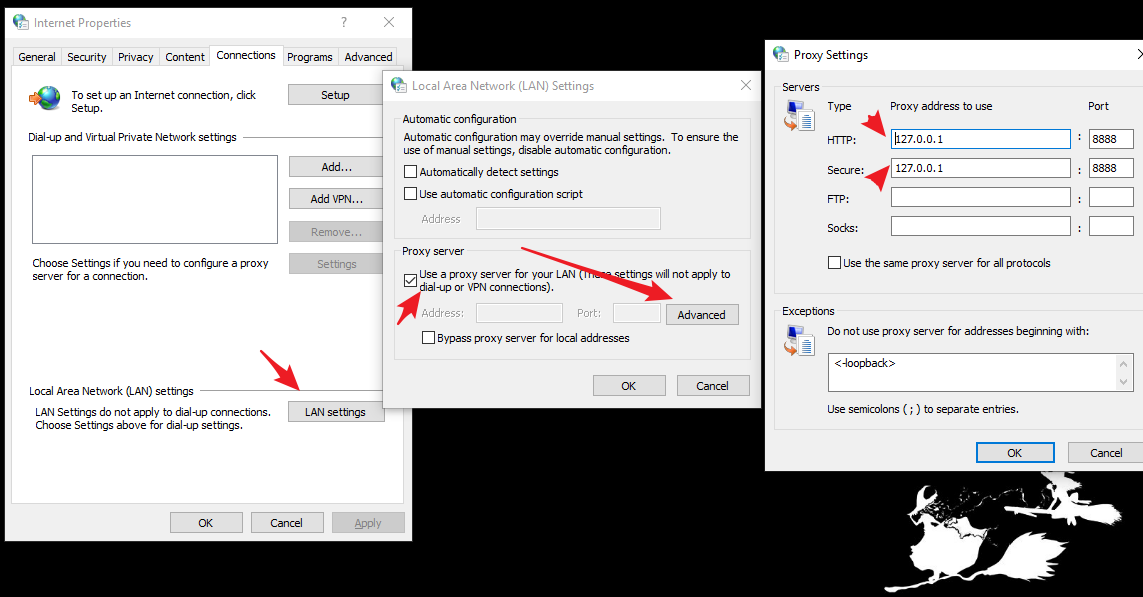 Internet Properties
?
General Security Privacy Content Connections Programs Advanced
To set up an Internet connection, click
Setup.
Setup
Dial-up and Virtual Private Network settings
Add...
Add VPN...
Remove...
Choose Settings if you need to configure a proxy
server for a connection.
Settings
Local Area Network (LAN) settings
LAN Settings do not apply to dial-up connections.
Choose Settings above for dial-up settings.
LAN settings
OK Cancel Apply
Local Area Network (LAN) Settings
Automatic configuration
Automatic configuration may override manual settings. To ensure the
use of manual settings, disable automatic configuration.
Automatically detect settings
Use automatic configuration script
Address
Proxy server
Use a proxy server for your LAN (These settings will not apply to
dial-up or VPN connections).
Address: Port: Advanced
Bypass proxy server for local addresses
OK Cancel
Proxy Settings
Servers
Type Proxy address to use Port
HTTP: 127.0.0.1 : 8888
Secure: 127.0.0.1 : 8888
FTP: :
Socks: :
Use the same proxy server for all protocols
Exceptions
Do not use proxy server for addresses beginning with:
<-loopback>
Use semicolons ( ; ) to separate entries.
OK Cancel